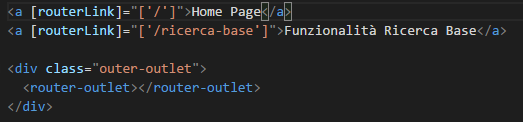 <a [routerLink]="['/']">Home Page</a>
<a [routerLink]="['/ricerca-base']">Funzionalità Ricerca Base</a>
<div class="outer-outlet">
<router-outlet></router-outlet>
</div>